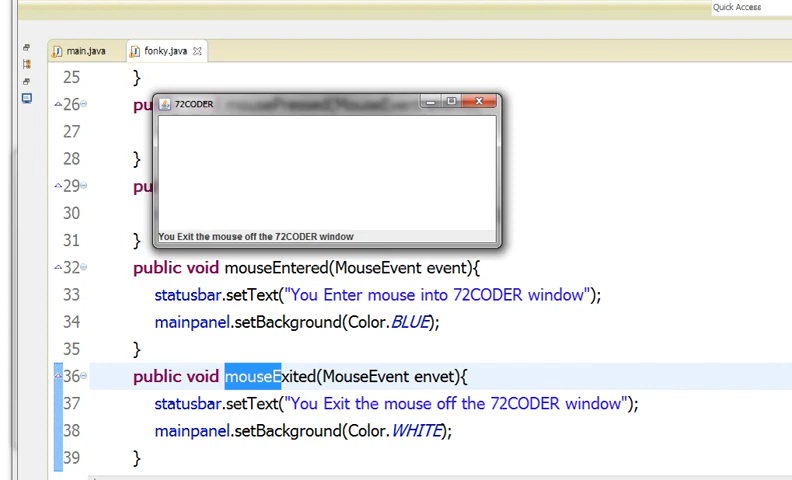 Quick Access
main.java fonky.java
25 }
26 pu
72CODER mousePressed(MouseEvent
27
28 }
29 pu
30
31 }
You Exit the mouse off the 72CODER window
32 public void mouseEntered(MouseEvent event){
33 statusbar.setText("You Enter mouse into 72CODER window");
34 mainpanel.setBackground(Color.BLUE);
35 }
36 public void mouseExited(MouseEvent envet){
37 statusbar.setText("You Exit the mouse off the 72CODER window");
38 mainpanel.setBackground(Color.WHITE);
39 }